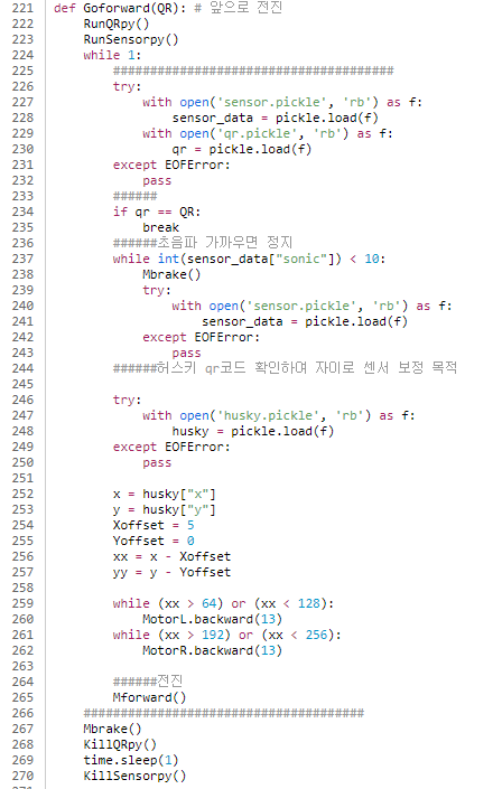 221 def Goforward(QR): # 앞으로 전진
222     RunQRpy()
223     RunSensorpy()
224     while 1:
225         ######################################
226         try:
227             with open('sensor.pickle', 'rb') as f:
228                 sensor_data = pickle.load(f)
229             with open('qr.pickle', 'rb') as f:
230                 qr = pickle.load(f)
231         except EOFError:
232             pass
233         ######
234         if qr == QR:
235             break
236         ######초음파 가까우면 정지
237         while int(sensor_data["sonic"]) < 10:
238             Mbrake()
239             try:
240                 with open('sensor.pickle', 'rb') as f:
241                     sensor_data = pickle.load(f)
242             except EOFError:
243                 pass
244         ######허스키 qr코드 확인하며 자이로 센서 보정 목적
245
246         try:
247             with open('husky.pickle', 'rb') as f:
248                 husky = pickle.load(f)
249         except EOFError:
250             pass
251
252         x = husky["x"]
253         y = husky["y"]
254         Xoffset = 5
255         Yoffset = 0
256         xx = x - Xoffset
257         yy = y - Yoffset
258
259         while (xx > 64) or (xx < 128):
260             MotorL.backward(13)
261         while (xx > 192) or (xx < 256):
262             MotorR.backward(13)
263
264         ######전진
265         Mforward()
266     ######################################
267     Mbrake()
268     KillQRpy()
269     time.sleep(1)
270     KillSensorpy()